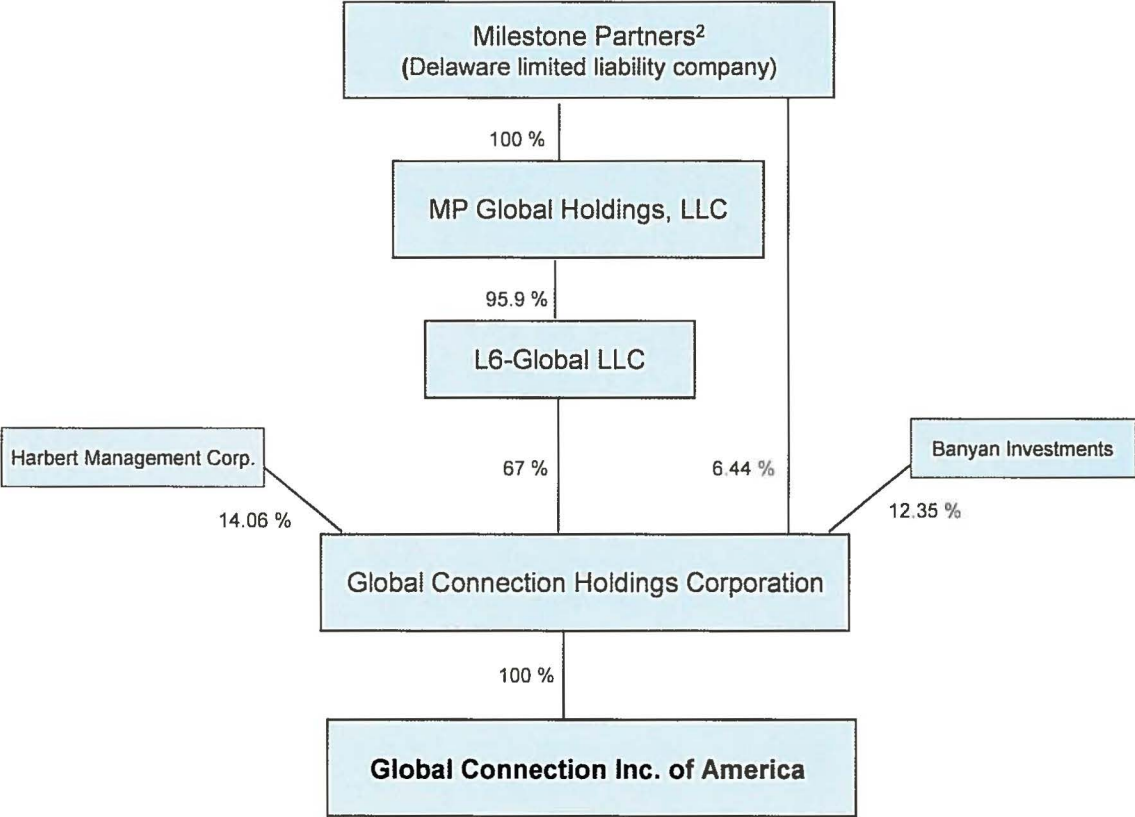 Milestone Partners²
(Delaware limited liability company)
100 %
MP Global Holdings, LLC
95.9 %
L6-Global LLC
Harbert Management Corp.
Banyan Investments
67 %
6.44 %
14.06 %
12.35 %
Global Connection Holdings Corporation
100 %
Global Connection Inc. of America